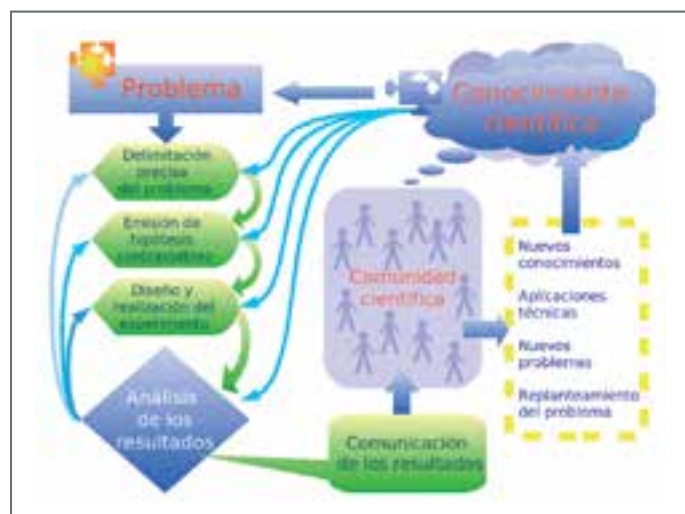 Problema
Conocimiento
científico
Delimitación
precisa
del problema
Emisión de
hipótesis
contrastables
Diseño y
realización del
experimento
Análisis
de los
resultados
Comunidad
científica
Comunicación
de los resultados
Nuevos
conocimientos
Aplicaciones
técnicas
Nuevos
problemas
Replanteamiento
del problema